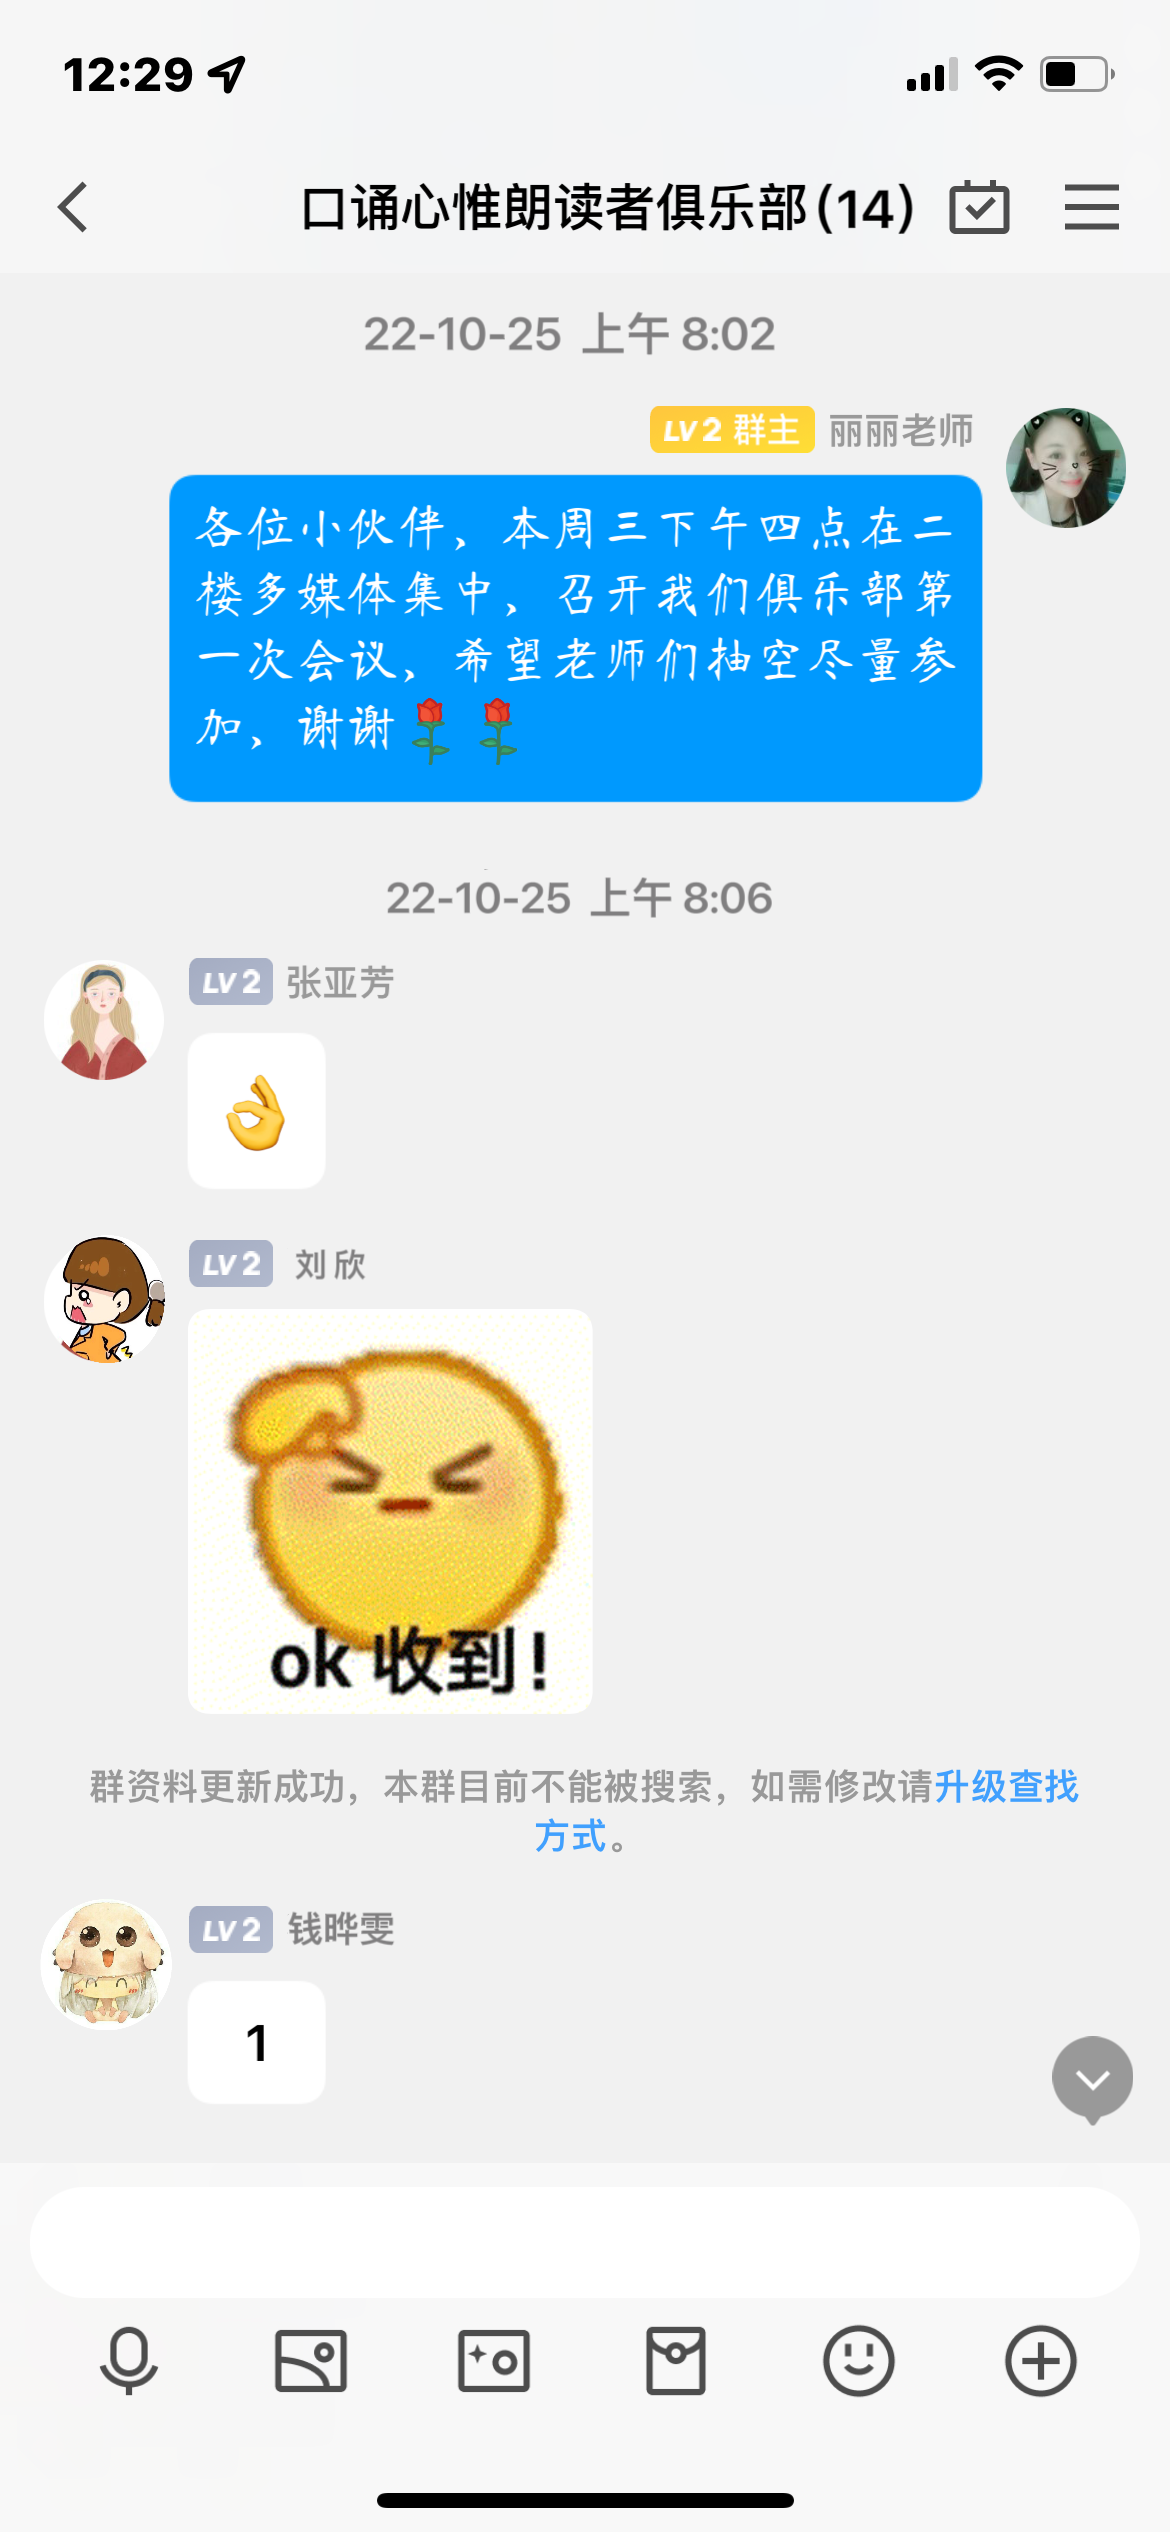 12:29
口诵心惟朗读者俱乐部(14)
22-10-25 上午 8:02
LV2 群主 丽丽老师
各位小伙伴、本周三下午四点在二
楼多媒体集中，召开我们俱乐部第
一次会议，希望老师们抽空尽量参
加、谢谢🌹🌹
22-10-25 上午 8:06
LV2 张亚芳
👌
LV2 刘欣
ok 收到！
群资料更新成功，本群目前不能被搜索，如需修改请升级查找
方式。
LV2 钱晔雯
1